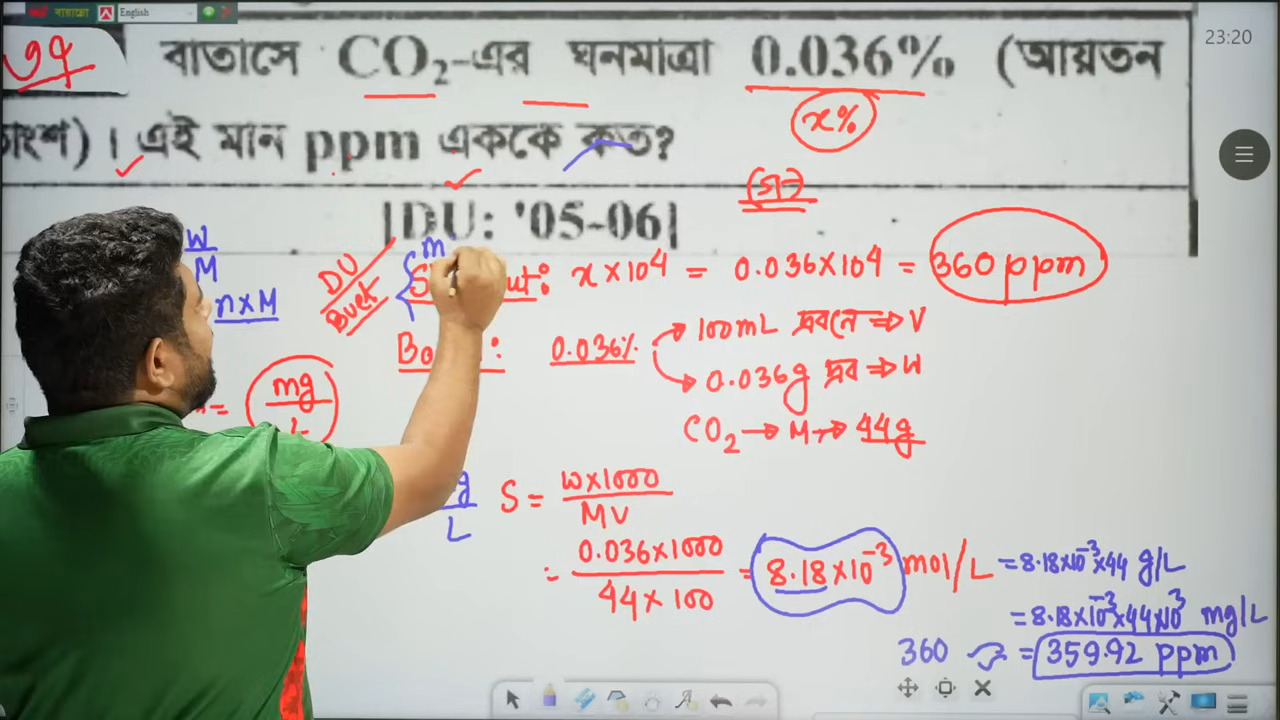 English
23:20
৩৭
বাতাসে CO₂-এর ঘনমাত্রা 0.036% (আয়তন
x%
এই মান ppm এককে কত?
[DU: '05-06]
W/M
n×M
DU
Buet
m
x×10⁴ = 0.036×10⁴ = 360 ppm
0.036%
100mL দ্রবনে ⇒ V
0.036g দ্রব ⇒ W
CO₂ → M → 44g
= mg/L
S = W×1000/MV
= 0.036×1000/44×100 = 8.18×10⁻³ mol/L = 8.18×10⁻³×44 g/L
= 8.18×10⁻³×44×10³ mg/L
360 = 359.92 ppm